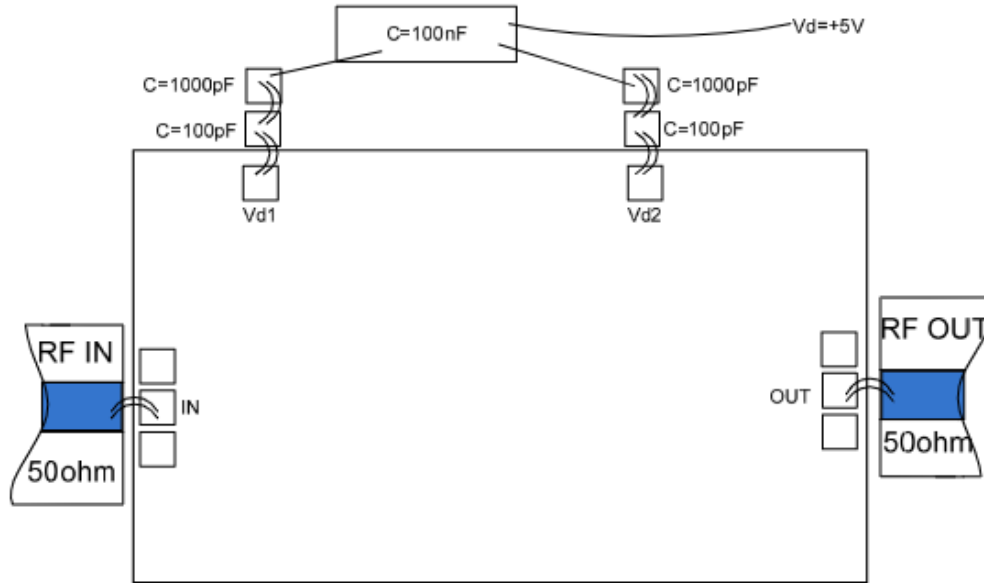 C=100nF
Vd=+5V
C=1000pF
C=1000pF
C=100pF
C=100pF
Vd1
Vd2
RF IN
RF OUT
IN
OUT
50ohm
50ohm